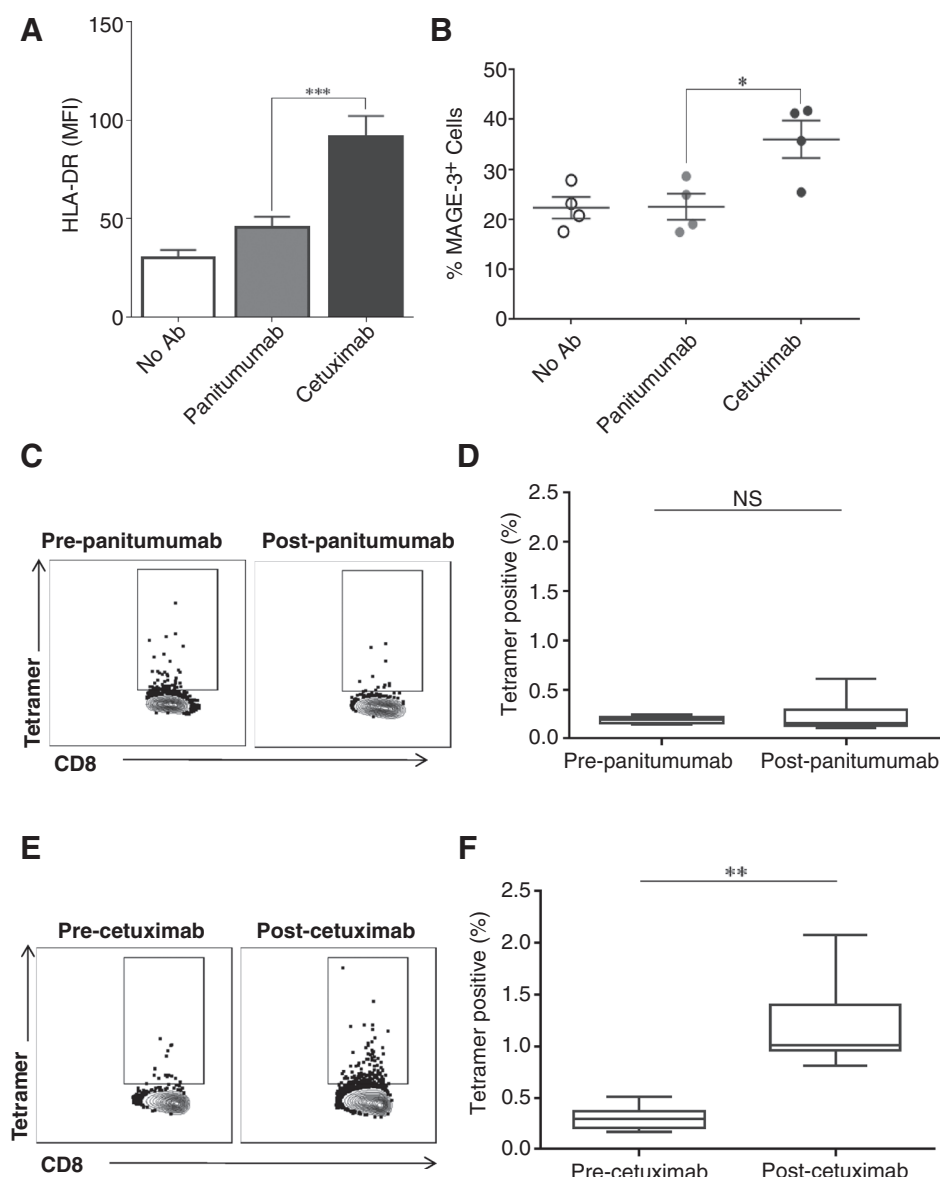 A
HLA-DR (MFI)
150
100
50
0
***
No Ab
Panitumumab
Cetuximab
B
% MAGE-3+ Cells
50
40
30
20
10
0
*
No Ab
Panitumumab
Cetuximab
C
Pre-panitumumab
Post-panitumumab
Tetramer
CD8
D
Tetramer positive (%)
2.5
2.0
1.5
1.0
0.5
0.0
NS
Pre-panitumumab
Post-panitumumab
E
Pre-cetuximab
Post-cetuximab
Tetramer
CD8
F
Tetramer positive (%)
2.5
2.0
1.5
1.0
0.5
0.0
**
Pre-cetuximab
Post-cetuximab